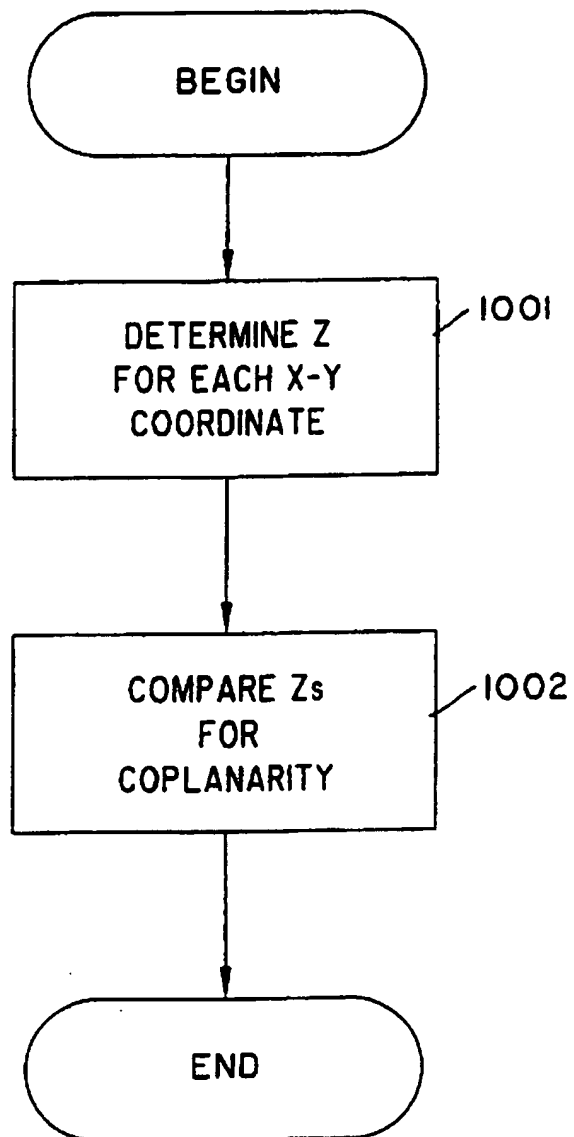 BEGIN
DETERMINE Z
FOR EACH X-Y
COORDINATE
1001
COMPARE Zs
FOR
COPLANARITY
1002
END